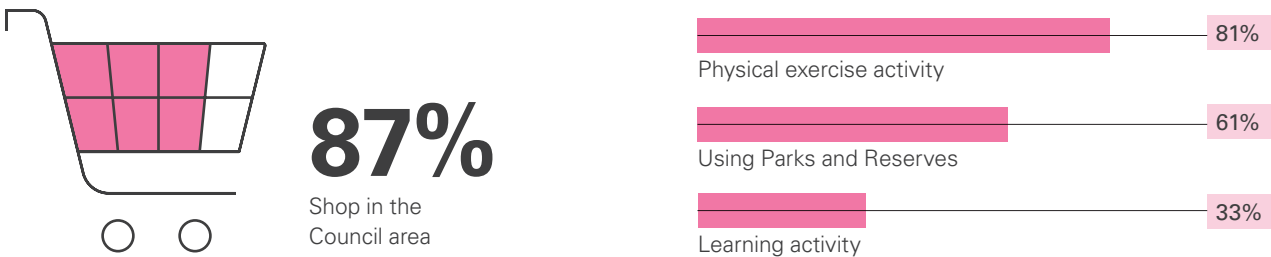 87%
Shop in the
Council area
81%
Physical exercise activity
61%
Using Parks and Reserves
33%
Learning activity